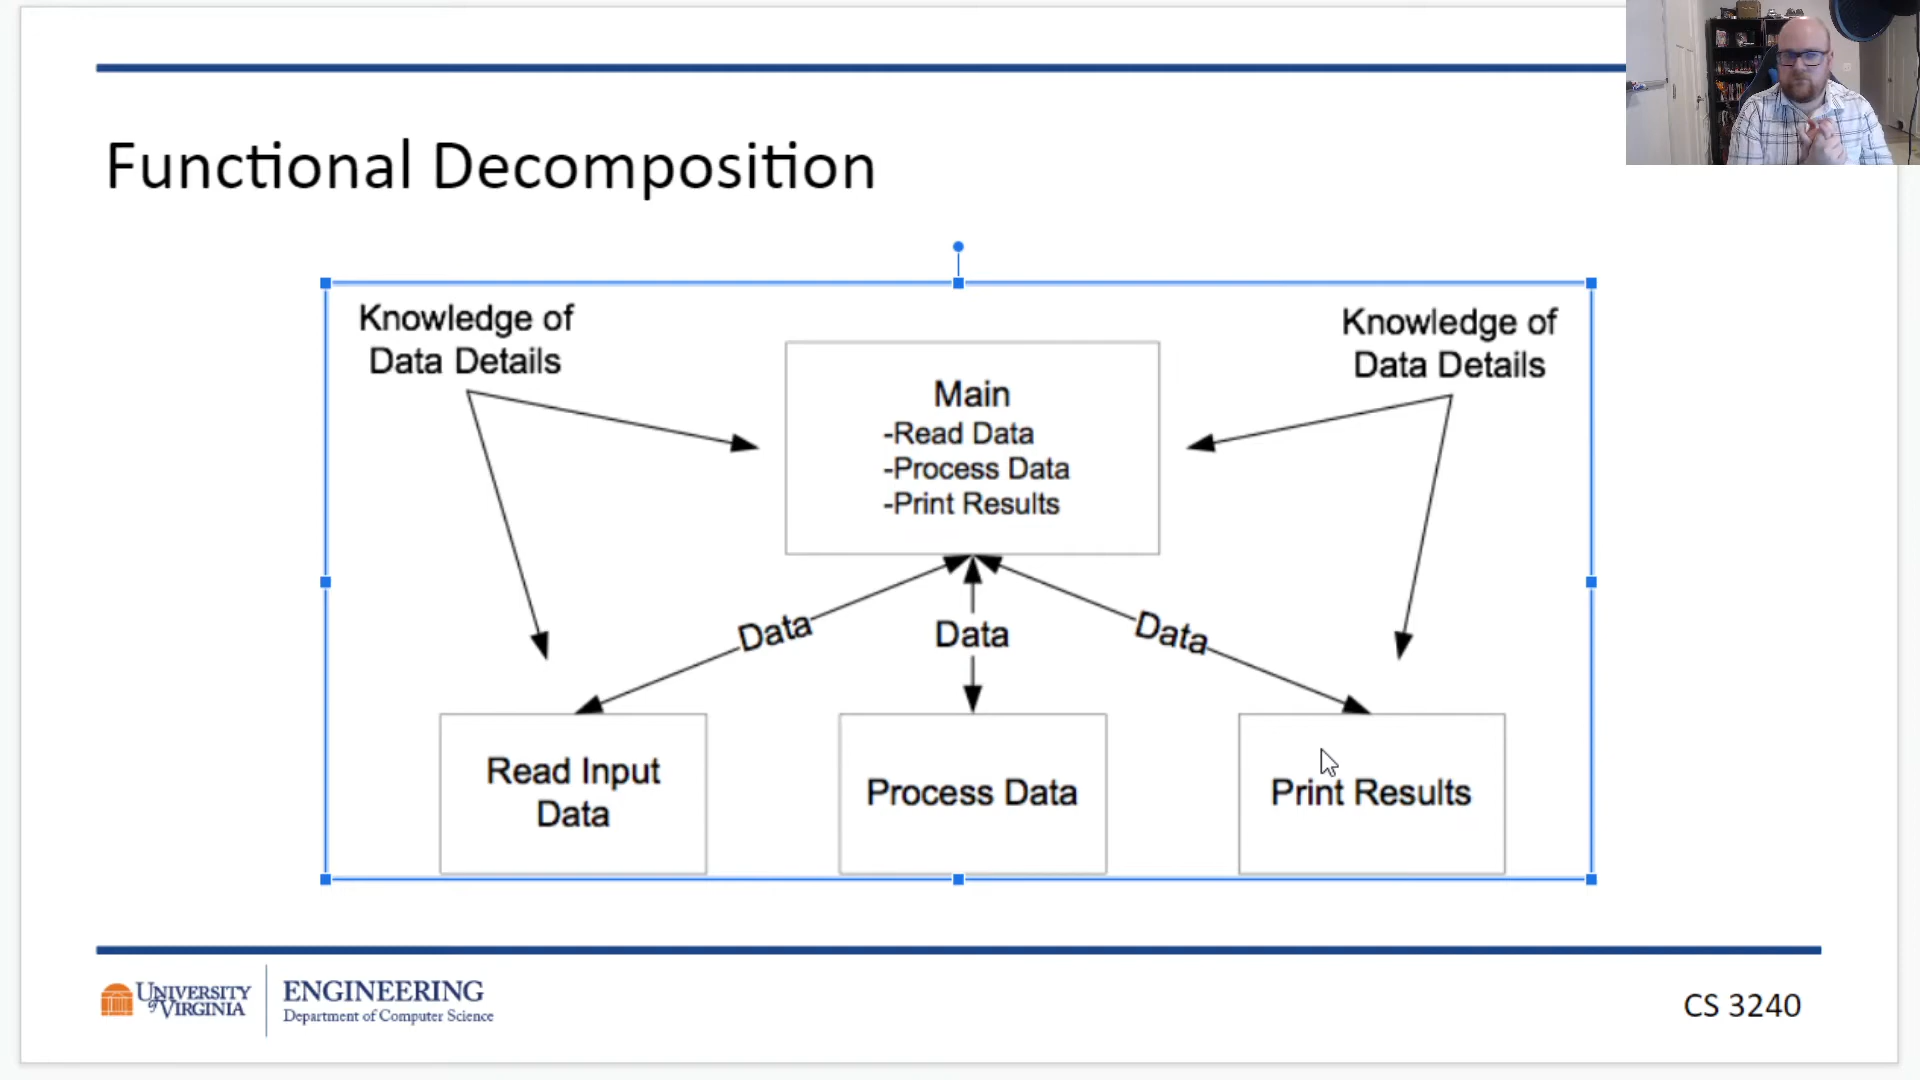 Functional Decomposition
Knowledge of
Data Details
Knowledge of
Data Details
Main
-Read Data
-Process Data
-Print Results
Data
Data
Data
Read Input
Data
Process Data
Print Results
UNIVERSITY
of VIRGINIA
ENGINEERING
Department of Computer Science
CS 3240